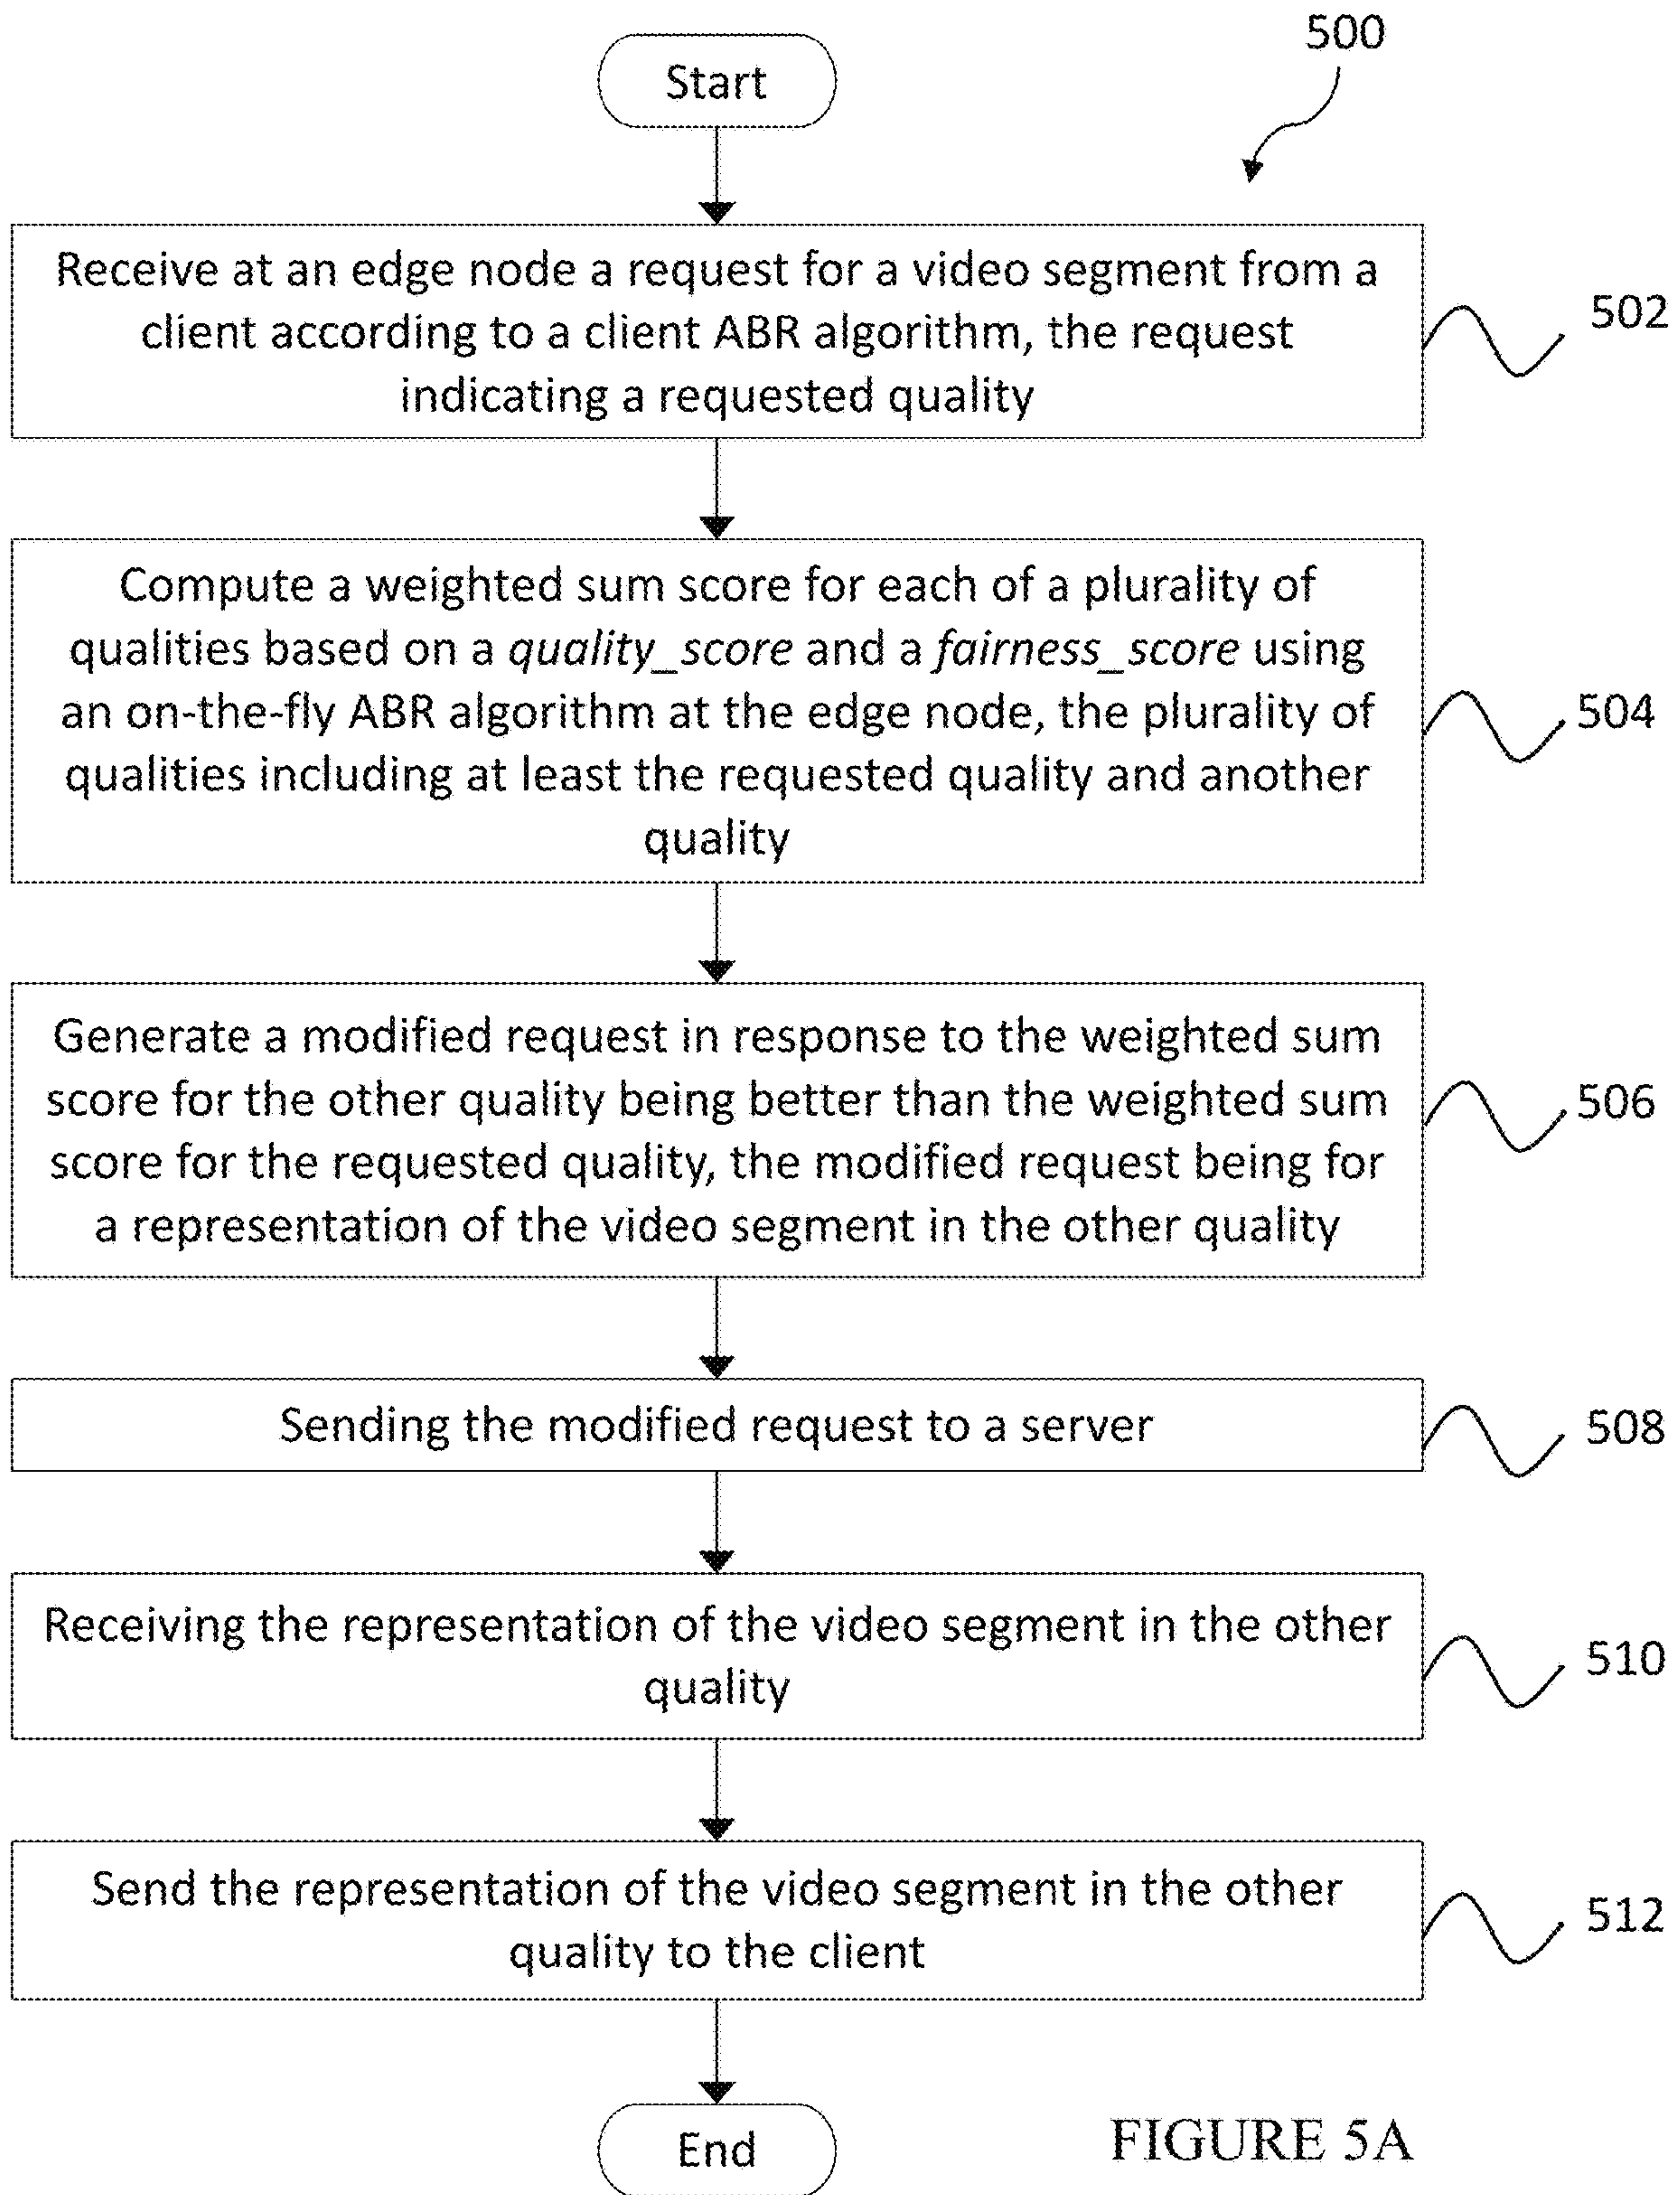 500
Start
Receive at an edge node a request for a video segment from a
client according to a client ABR algorithm, the request
indicating a requested quality
502
Compute a weighted sum score for each of a plurality of
qualities based on a quality_score and a fairness_score using
an on-the-fly ABR algorithm at the edge node, the plurality of
qualities including at least the requested quality and another
quality
504
Generate a modified request in response to the weighted sum
score for the other quality being better than the weighted sum
score for the requested quality, the modified request being for
a representation of the video segment in the other quality
506
Sending the modified request to a server
508
Receiving the representation of the video segment in the other
quality
510
Send the representation of the video segment in the other
quality to the client
512
End
FIGURE 5A